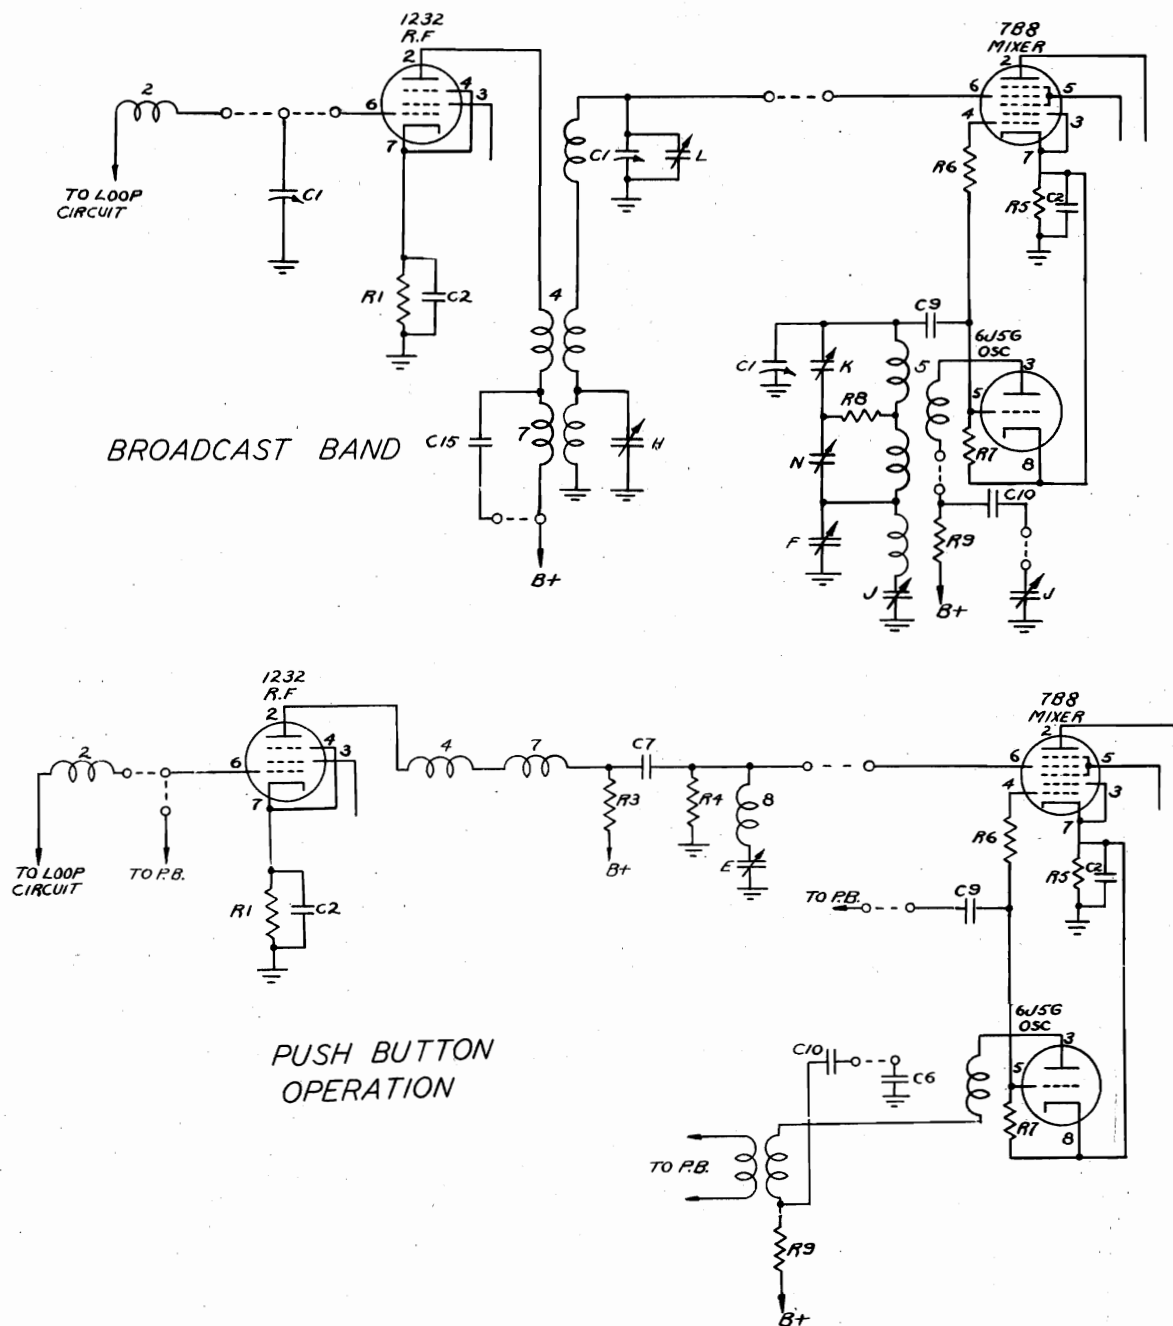 1232
R.F
2
4
3
6
7
2
TO LOOP
CIRCUIT
C1
R1
C2
4
C15
7
H
B+
C1
L
BROADCAST BAND
7B8
MIXER
2
6
5
4
3
7
R6
R5
C2
C9
6J5G
OSC
C1
K
5
3
R8
5
N
R7
8
C10
F
R9
J
B+
J
1232
R.F
2
4
3
6
7
2
TO LOOP
CIRCUIT
TO P.B.
R1
C2
4
7
C7
R3
R4
8
B+
E
7B8
MIXER
2
6
5
4
3
7
R6
R5
C2
TO P.B.
C9
6J5G
OSC
3
C10
C6
5
R7
8
TO P.B.
R9
B+
PUSH BUTTON
OPERATION